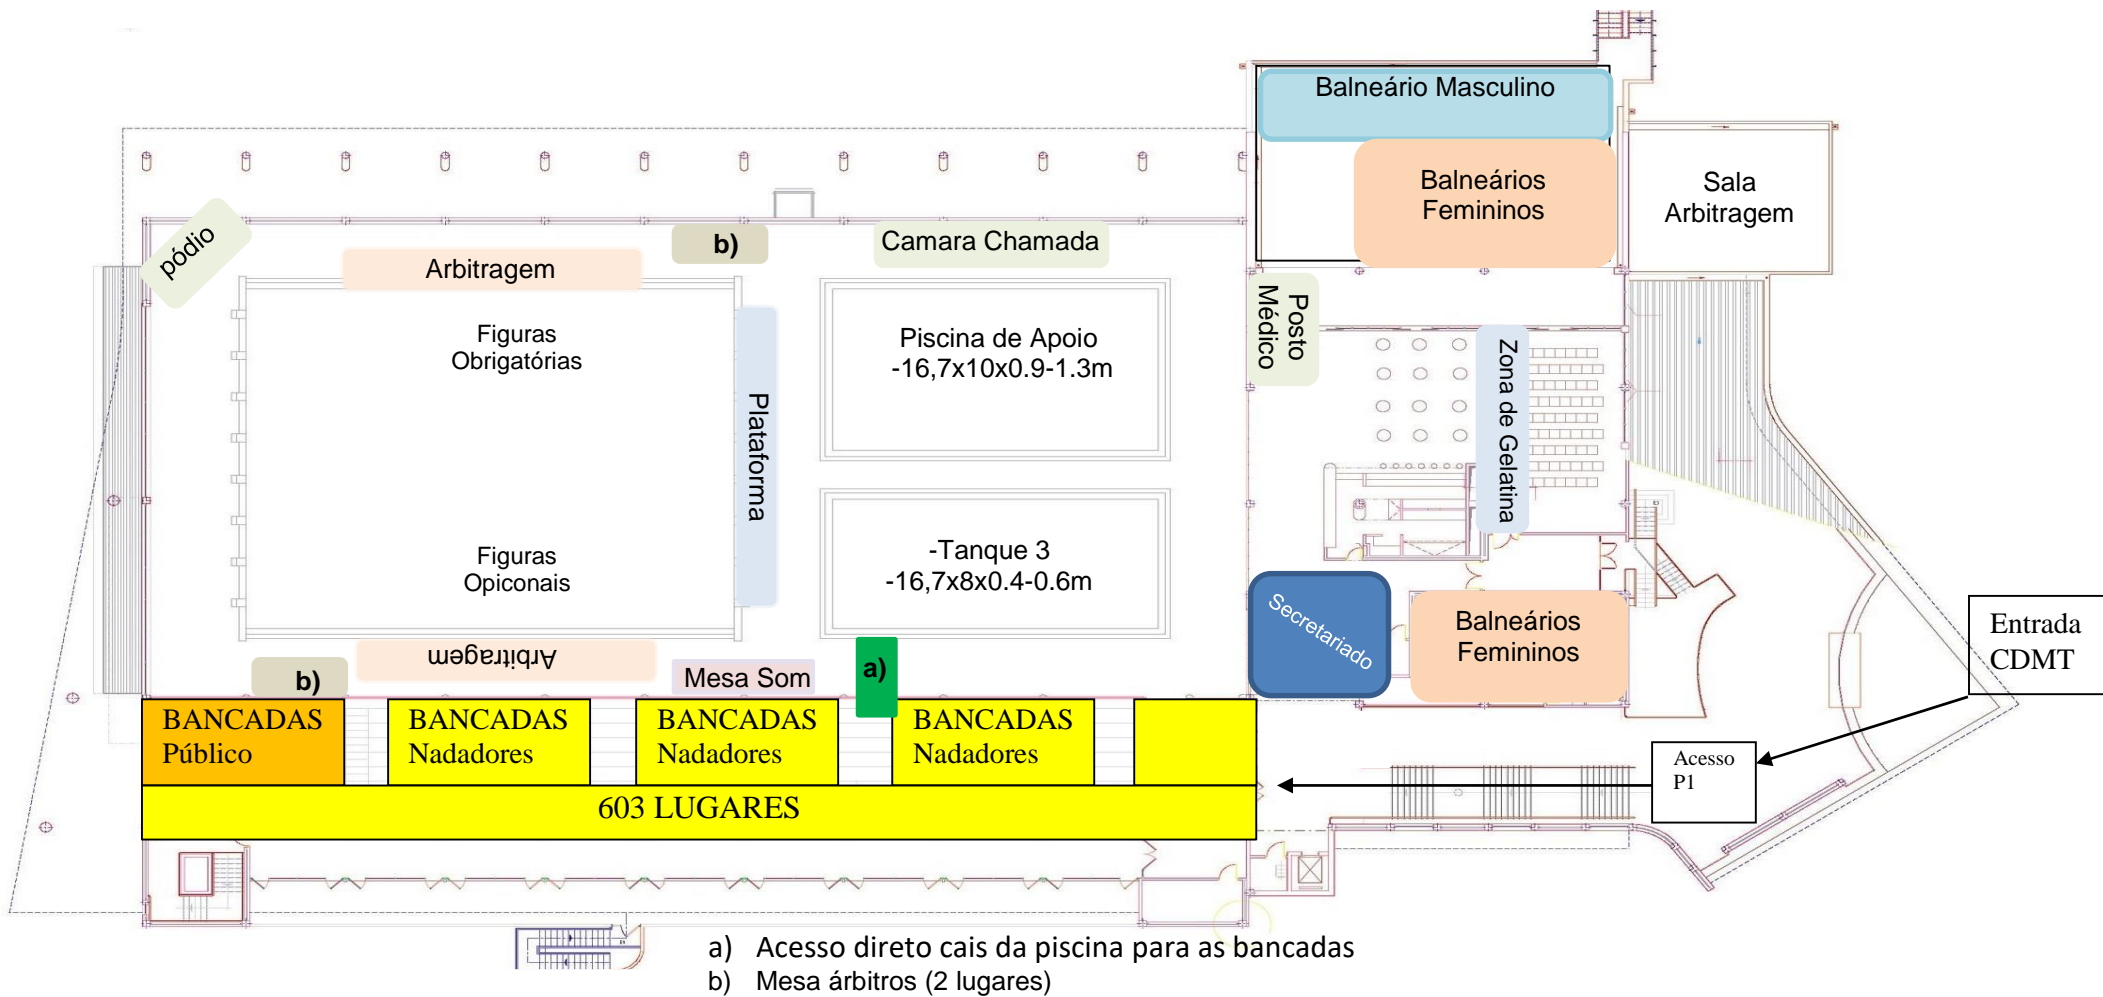 Balneário Masculino
Balneários
Femininos
Sala
Arbitragem
pódio
b)
Camara Chamada
Arbitragem
Figuras
Obrigatórias
Piscina de Apoio
-16,7x10x0.9-1.3m
Posto
Médico
Zona de Gelatina
Plataforma
Figuras
Opiconais
-Tanque 3
-16,7x8x0.4-0.6m
Secretariado
Balneários
Femininos
Entrada
CDMT
Arbitragem
b)
Mesa Som
a)
BANCADAS
Público
BANCADAS
Nadadores
BANCADAS
Nadadores
BANCADAS
Nadadores
Acesso
P1
603 LUGARES
a) Acesso direto cais da piscina para as bancadas
b) Mesa árbitros (2 lugares)